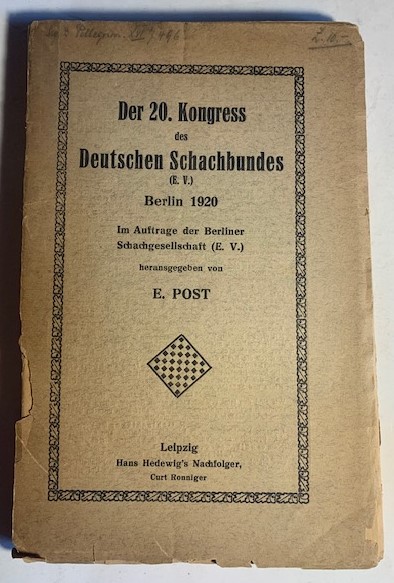 L. 10.—
Der 20. Kongress
des
Deutschen Schachbundes
(E. V.)
Berlin 1920
Im Auftrage der Berliner
Schachgesellschaft (E. V.)
herausgegeben von
E. POST
Leipzig
Hans Hedewig's Nachfolger,
Curt Ronniger